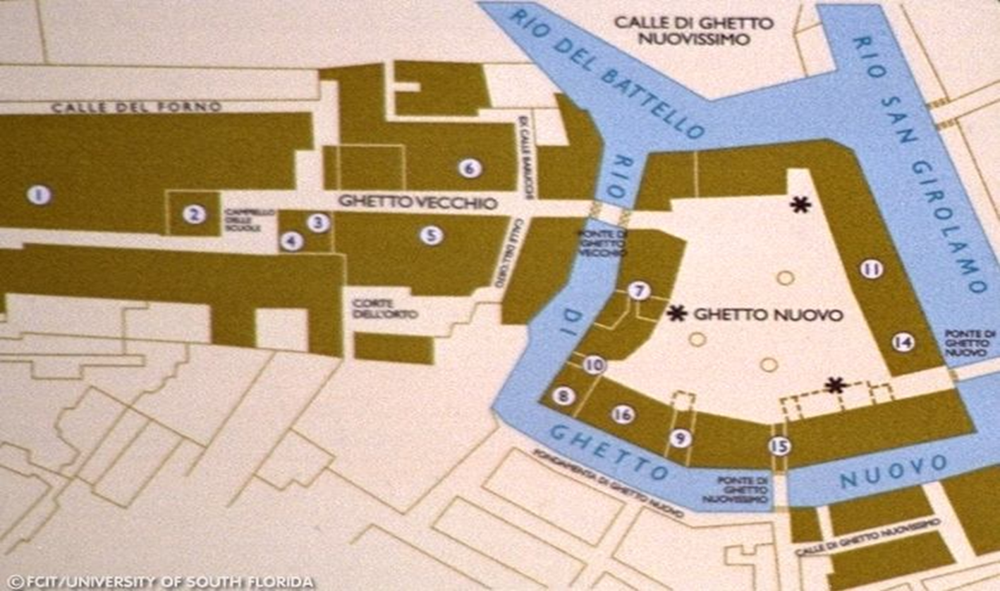 RIO DEL BATTELLO
CALLE DI GHETTO
NUOVISSIMO
RIO SAN GIROLAMO
CALLE DEL FORNO
EX CALLE BARUCCHI
RIO
6
1
GHETTO VECCHIO
*
2
CAMPIELLO
DELLE
SCUOLE
3
4
5
CALLE DELL'ORTO
PONTE DI
GHETTO
VECCHIO
11
7
CORTE
DELL'ORTO
DI
* GHETTO NUOVO
14
PONTE DI
GHETTO
NUOVO
10
*
8
16
9
15
GHETTO
NUOVO
FONDAMENTA DI GHETTO NUOVO
PONTE DI
GHETTO
NUOVISSIMO
CALLE DI GHETTO NUOVISSIMO
©FCIT/UNIVERSITY OF SOUTH FLORIDA